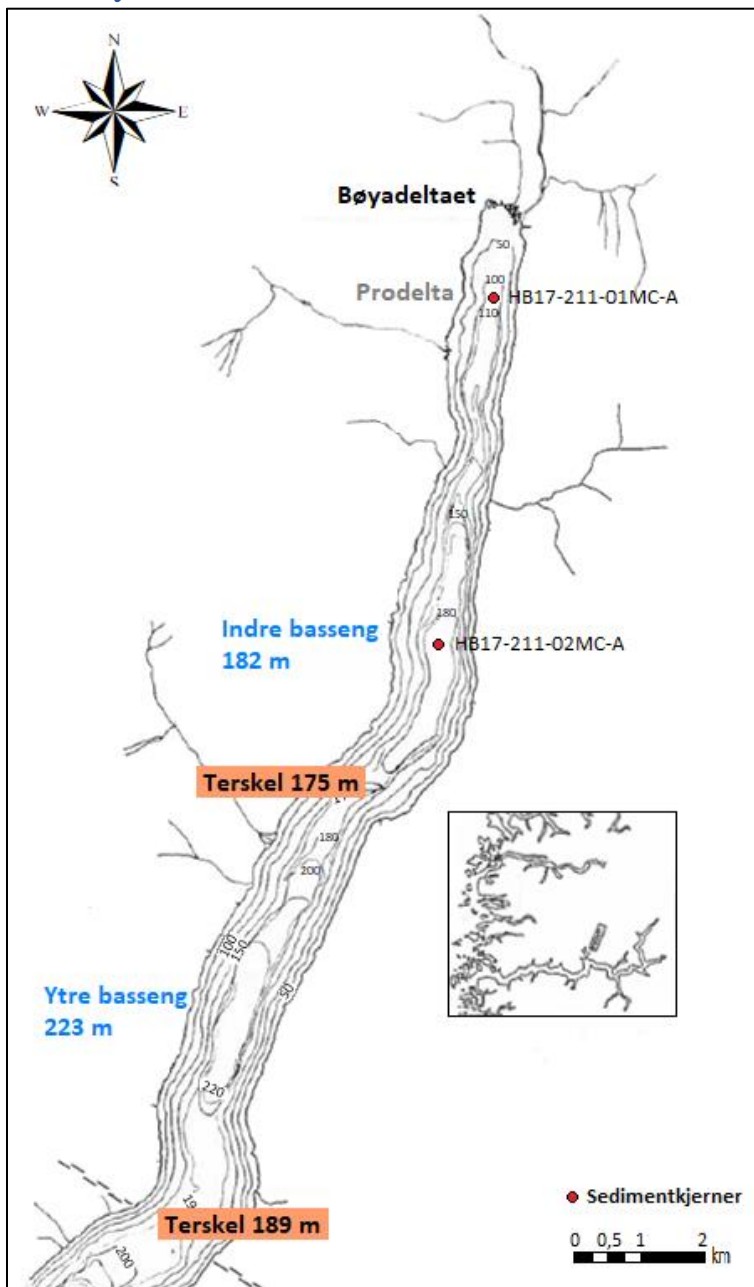 N
W E
S
Bøyadeltaet
50
100
Prodelta
HB17-211-01MC-A
110
150
180
Indre basseng
182 m
HB17-211-02MC-A
Terskel 175 m
180
200
100
150
50
Ytre basseng
223 m
220
19
Terskel 189 m
200
Sedimentkjerner
0 0,5 1 2
km